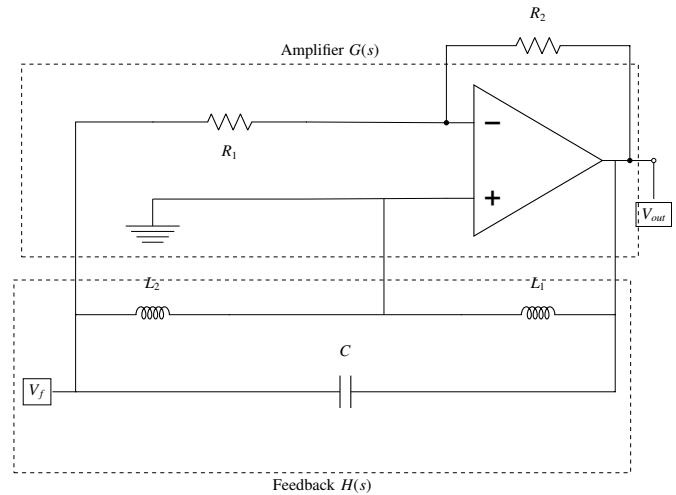 R2
Amplifier G(s)
−
R1
+
Vout
L2
L1
C
Vf
Feedback H(s)